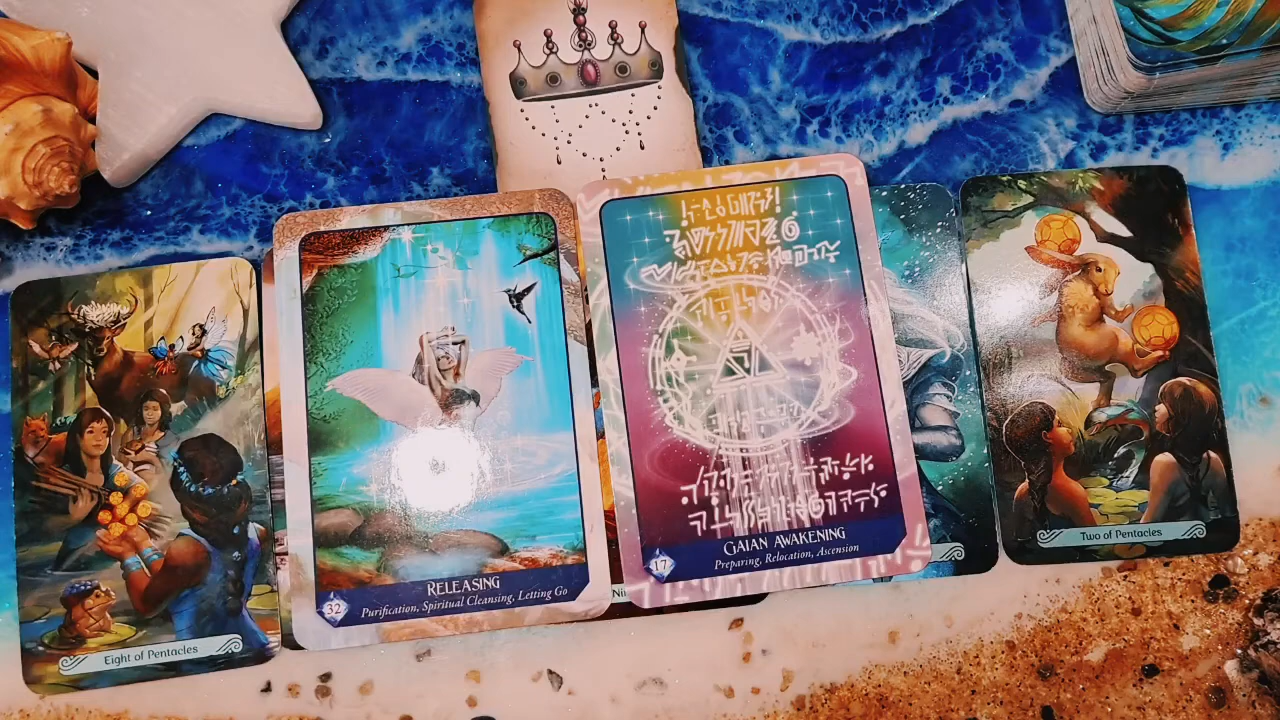 Eight of Pentacles
32
RELEASING
Purification, Spiritual Cleansing, Letting Go
Ni
17
GAIAN AWAKENING
Preparing, Relocation, Ascension
Two of Pentacles